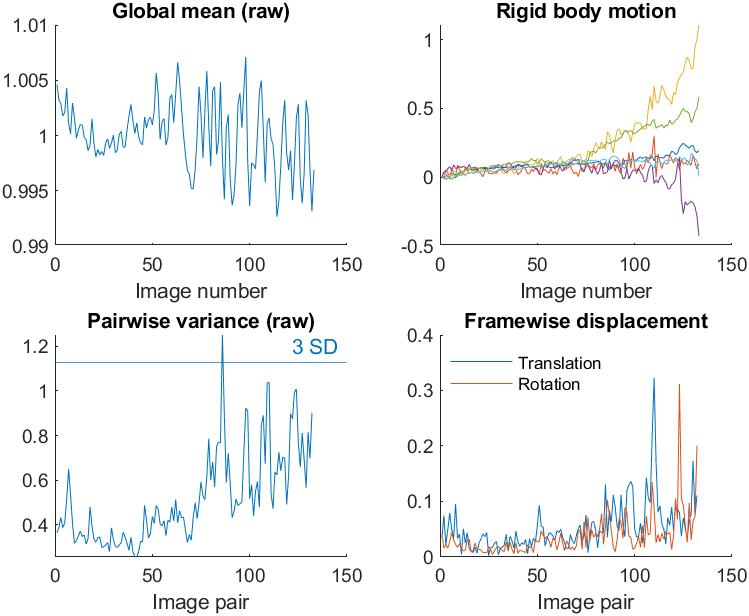 Global mean (raw)
1.01
1.005
1
0.995
0.99
0 50 100 150
Image number
Rigid body motion
1
0.5
0
-0.5
0 50 100 150
Image number
Pairwise variance (raw)
3 SD
1.2
1
0.8
0.6
0.4
0 50 100 150
Image pair
Framewise displacement
0.4
0.3
0.2
0.1
0
Translation
Rotation
0 50 100 150
Image pair